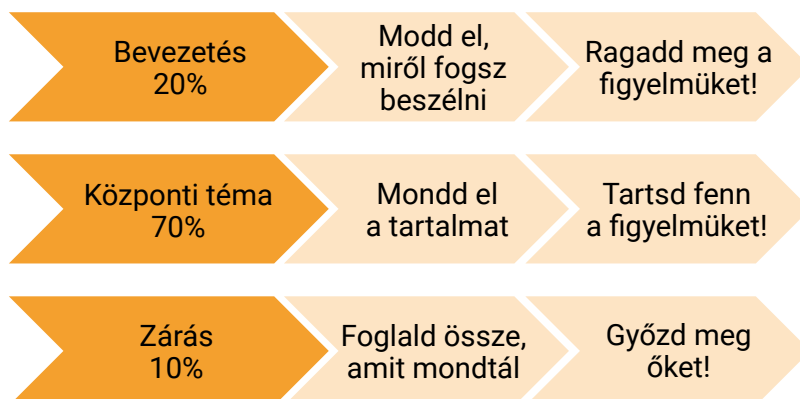 Bevezetés
20%
Modd el,
miről fogsz
beszélni
Ragadd meg a
figyelmüket!
Központi téma
70%
Mondd el
a tartalmat
Tartsd fenn
a figyelmüket!
Zárás
10%
Foglald össze,
amit mondtál
Győzd meg
őket!